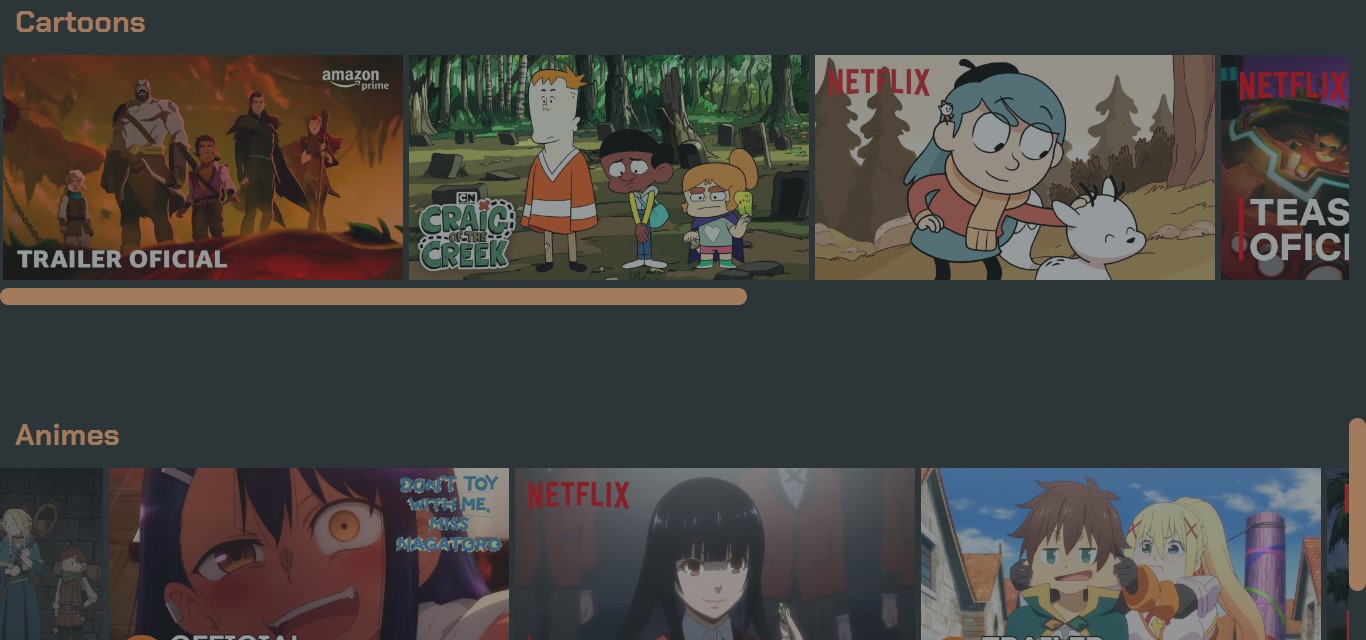 Cartoons
amazon
prime
TRAILER OFICIAL
CN
CRAIG
OF THE
CREEK
NETFLIX
NETFLIX
TEAS
OFICI
Animes
DON'T TOY
WITH ME,
MISS
NAGATORO
OFFICIAL
NETFLIX
TRAILER